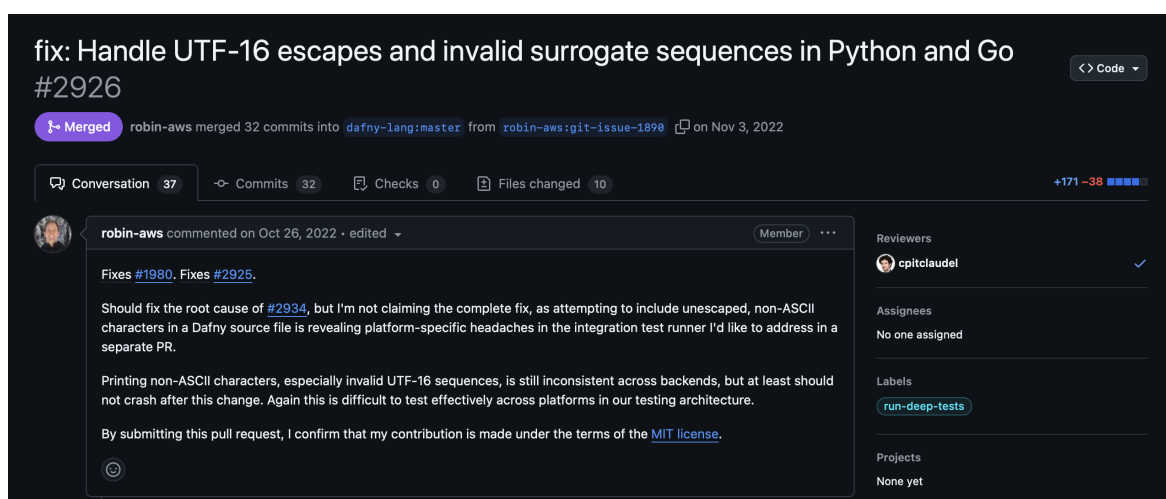 fix: Handle UTF-16 escapes and invalid surrogate sequences in Python and Go
#2926
<> Code
Merged robin-aws merged 32 commits into dafny-lang:master from robin-aws:git-issue-1890 on Nov 3, 2022
Conversation 37 Commits 32 Checks 0 Files changed 10 +171 −38
robin-aws commented on Oct 26, 2022 • edited Member ...
Fixes #1980. Fixes #2925.
Should fix the root cause of #2934, but I'm not claiming the complete fix, as attempting to include unescaped, non-ASCII
characters in a Dafny source file is revealing platform-specific headaches in the integration test runner I'd like to address in a
separate PR.
Printing non-ASCII characters, especially invalid UTF-16 sequences, is still inconsistent across backends, but at least should
not crash after this change. Again this is difficult to test effectively across platforms in our testing architecture.
By submitting this pull request, I confirm that my contribution is made under the terms of the MIT license.
Reviewers
cpitclaudel
Assignees
No one assigned
Labels
run-deep-tests
Projects
None yet